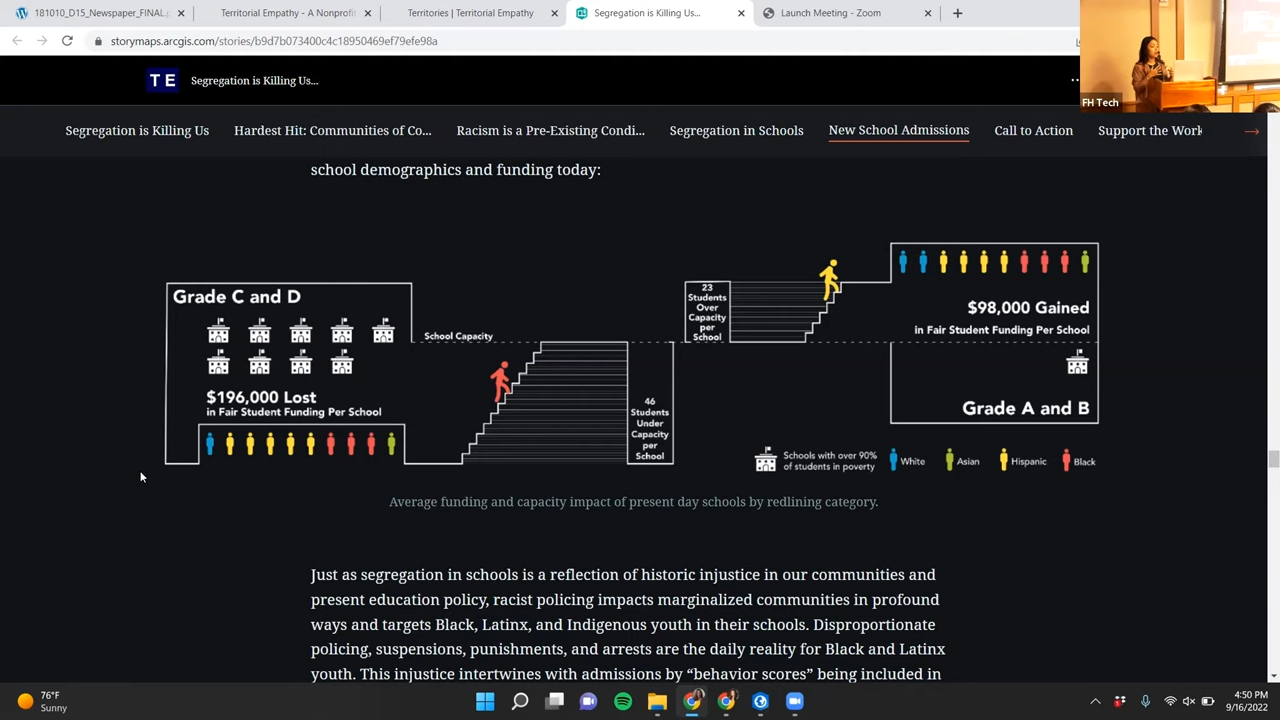 181010_D15_Newspaper_FINAL.p
Territorial Empathy - A Nonprofit
Territories | Territorial Empathy
Segregation is Killing Us...
Launch Meeting - Zoom
storymaps.arcgis.com/stories/b9d7b073400c4c18950469ef79efe98a
FH Tech
TE
Segregation is Killing Us...
Segregation is Killing Us
Hardest Hit: Communities of Co...
Racism is a Pre-Existing Condi...
Segregation in Schools
New School Admissions
Call to Action
Support the Work
school demographics and funding today:
Grade C and D
$196,000 Lost
in Fair Student Funding Per School
School Capacity
46
Students
Under
Capacity
per
School
23
Students
Over
Capacity
per
School
$98,000 Gained
in Fair Student Funding Per School
Grade A and B
Schools with over 90%
of students in poverty
White
Asian
Hispanic
Black
Average funding and capacity impact of present day schools by redlining category.
Just as segregation in schools is a reflection of historic injustice in our communities and
present education policy, racist policing impacts marginalized communities in profound
ways and targets Black, Latinx, and Indigenous youth in their schools. Disproportionate
policing, suspensions, punishments, and arrests are the daily reality for Black and Latinx
youth. This injustice intertwines with admissions by “behavior scores” being included in
76°F
Sunny
4:50 PM
9/16/2022